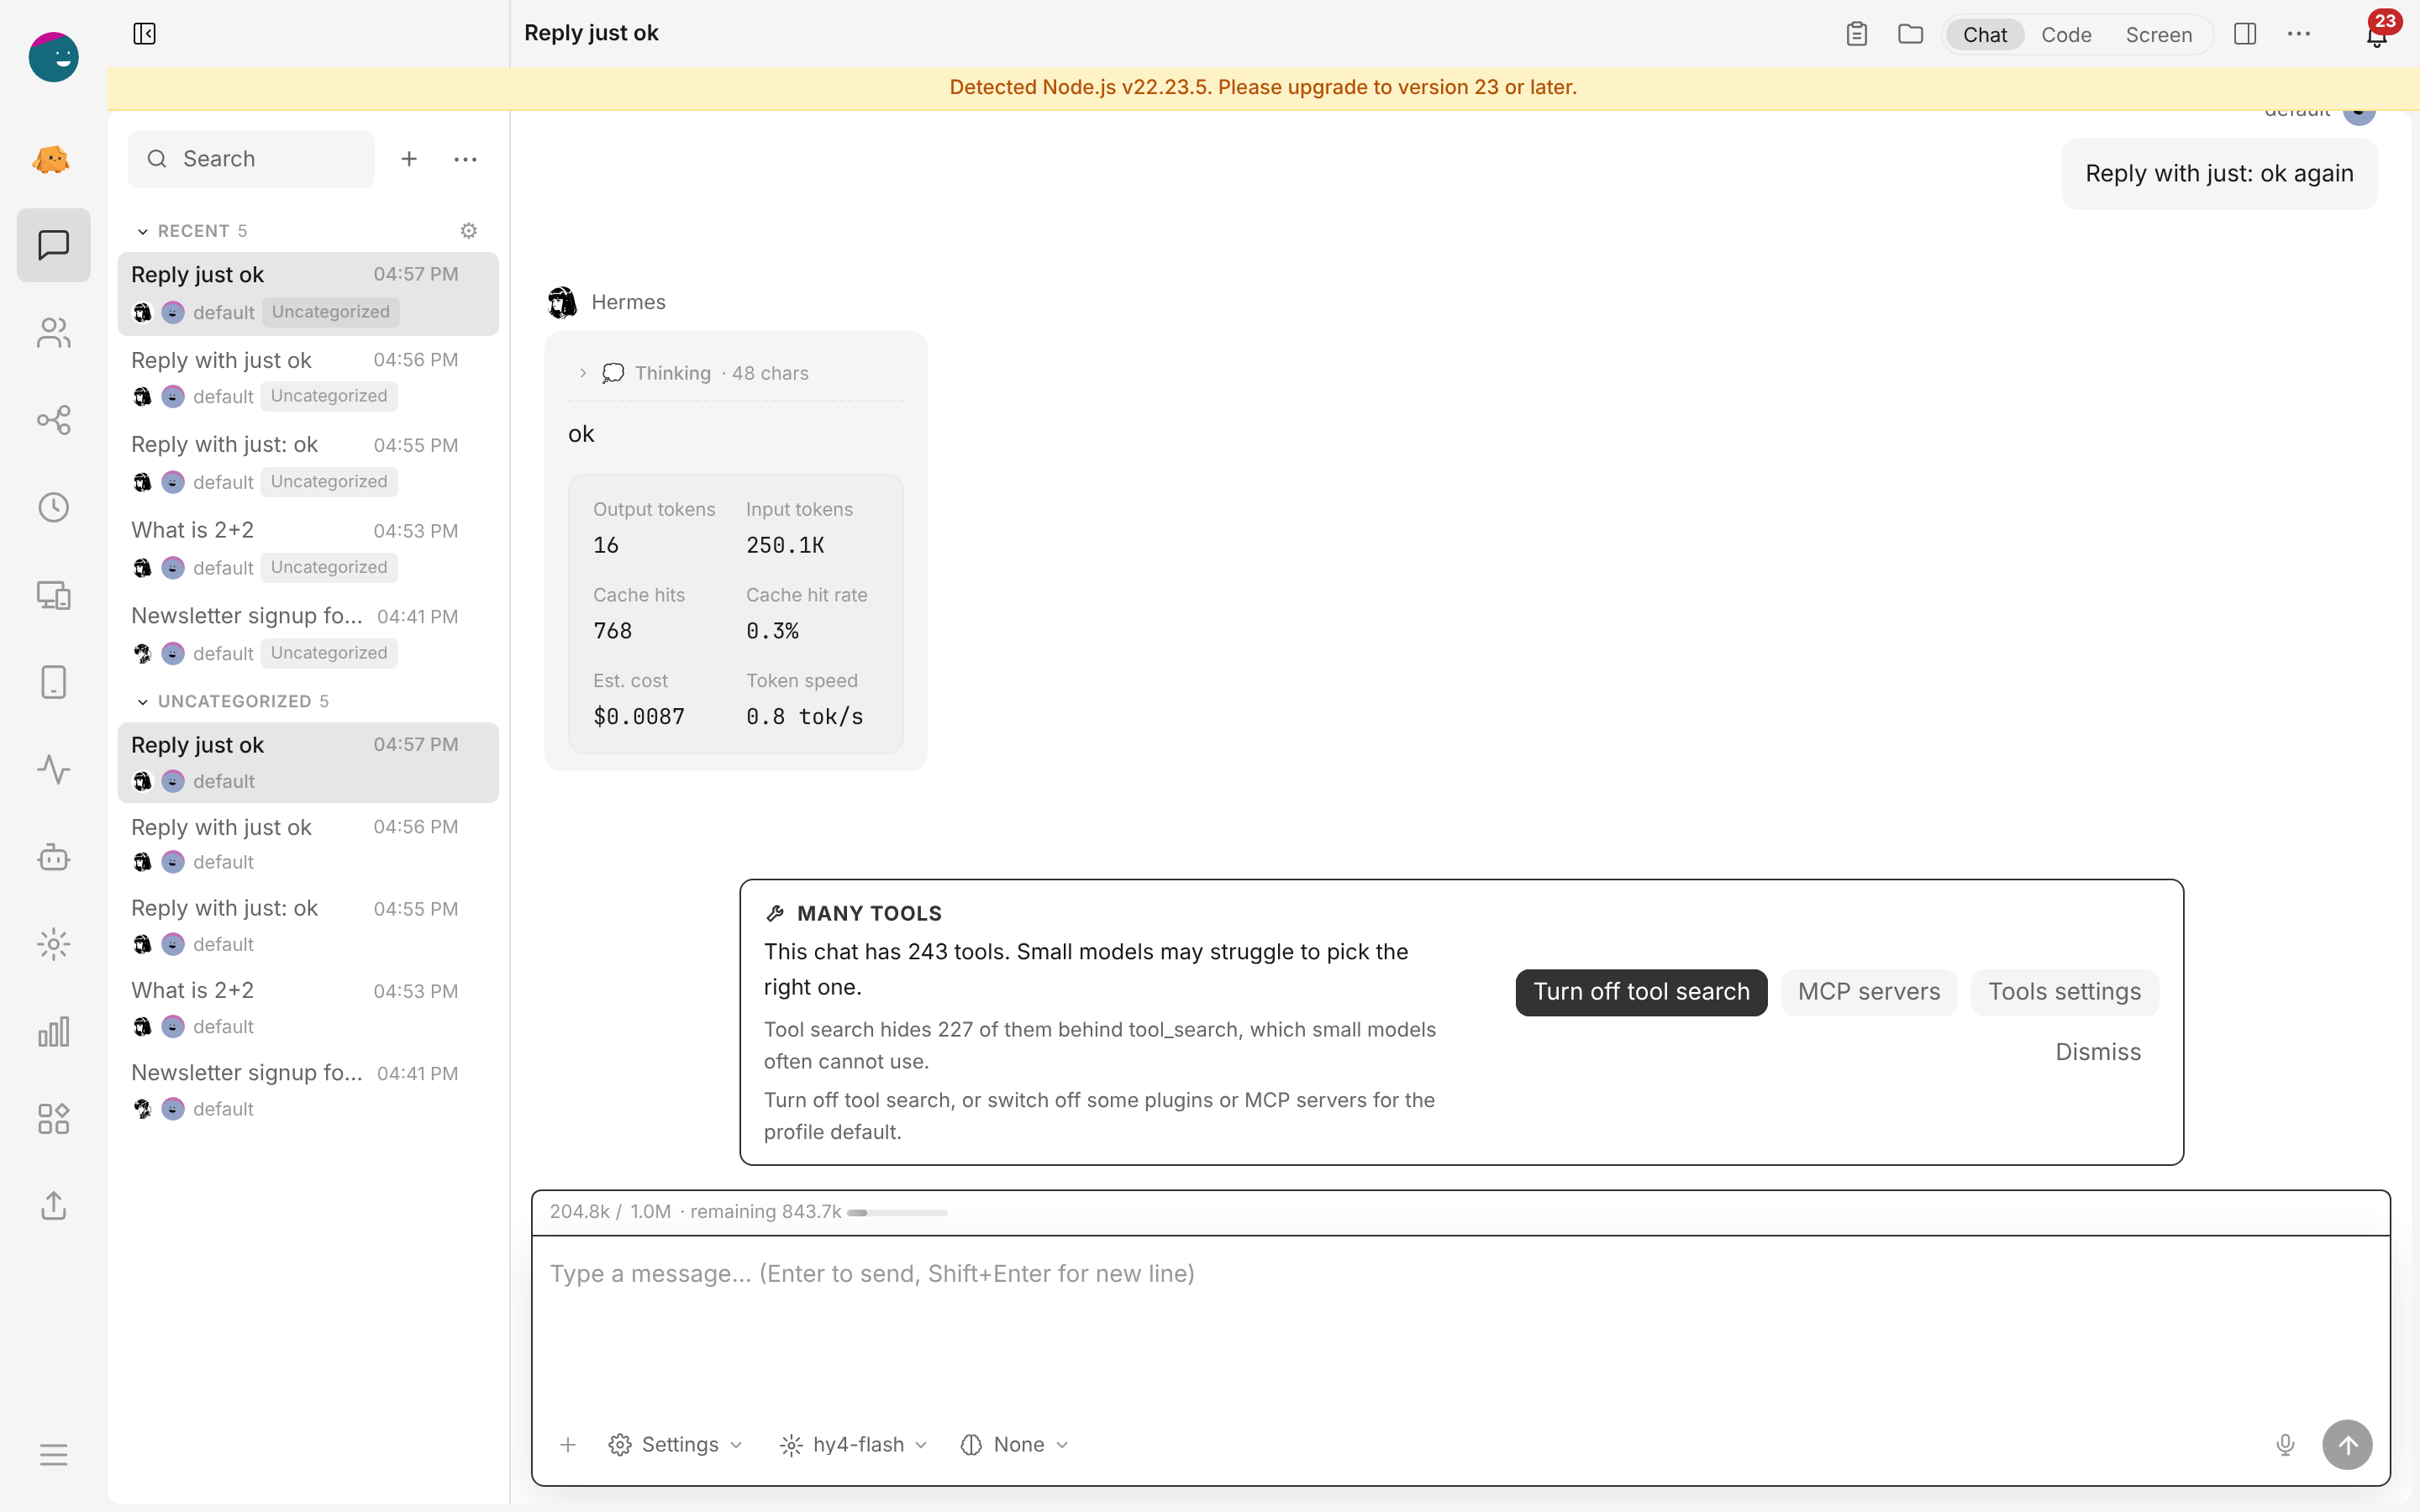 Reply just ok
Chat
Code
Screen
23
Detected Node.js v22.23.5. Please upgrade to version 23 or later.
Search
RECENT 5
Reply just ok
04:57 PM
default
Uncategorized
Reply with just ok
04:56 PM
default
Uncategorized
Reply with just: ok
04:55 PM
default
Uncategorized
What is 2+2
04:53 PM
default
Uncategorized
Newsletter signup fo...
04:41 PM
default
Uncategorized
UNCATEGORIZED 5
Reply just ok
04:57 PM
default
Reply with just ok
04:56 PM
default
Reply with just: ok
04:55 PM
default
What is 2+2
04:53 PM
default
Newsletter signup fo...
04:41 PM
default
default
Reply with just: ok again
Hermes
Thinking · 48 chars
ok
Output tokens
Input tokens
16
250.1K
Cache hits
Cache hit rate
768
0.3%
Est. cost
Token speed
$0.0087
0.8 tok/s
MANY TOOLS
This chat has 243 tools. Small models may struggle to pick the
right one.
Tool search hides 227 of them behind tool_search, which small models
often cannot use.
Turn off tool search, or switch off some plugins or MCP servers for the
profile default.
Turn off tool search
MCP servers
Tools settings
Dismiss
204.8k / 1.0M · remaining 843.7k
Type a message... (Enter to send, Shift+Enter for new line)
Settings
hy4-flash
None